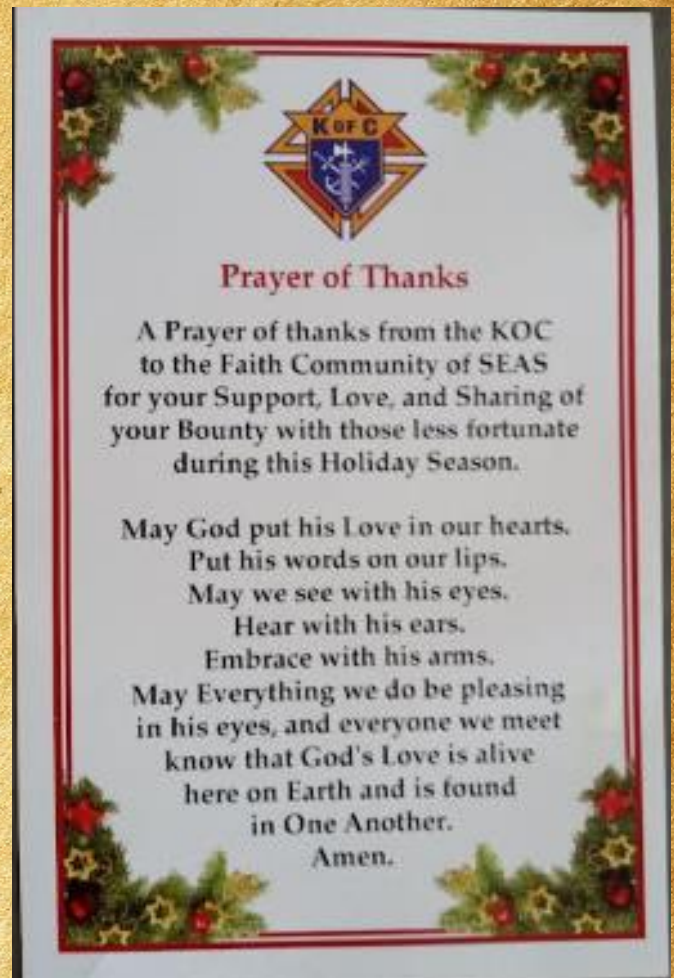 K OF C
Prayer of Thanks
A Prayer of thanks from the KOC
to the Faith Community of SEAS
for your Support, Love, and Sharing of
your Bounty with those less fortunate
during this Holiday Season.
May God put his Love in our hearts.
Put his words on our lips.
May we see with his eyes.
Hear with his ears.
Embrace with his arms.
May Everything we do be pleasing
in his eyes, and everyone we meet
know that God's Love is alive
here on Earth and is found
in One Another.
Amen.